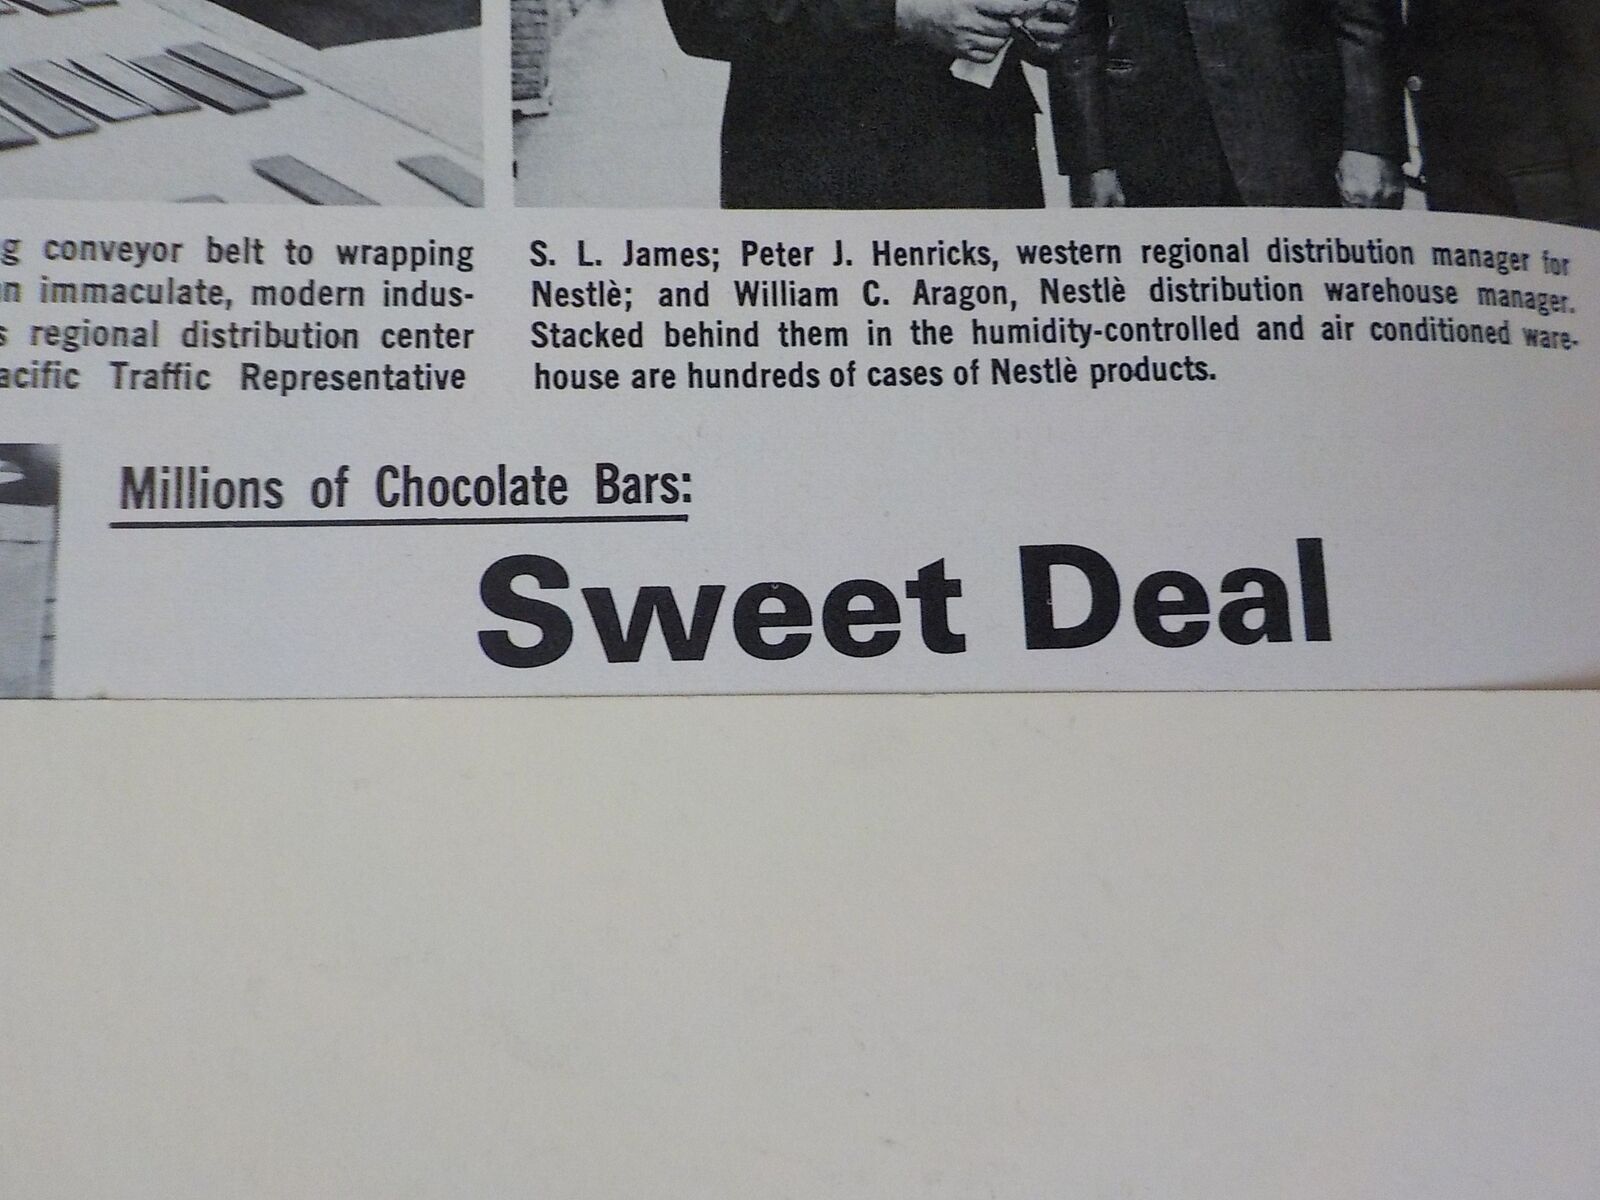 conveyor belt to wrapping
immaculate, modern indus-
regional distribution center
Traffic Representative
S. L. James; Peter J. Henricks, western regional distribution manager for
Nestlè; and William C. Aragon, Nestlè distribution warehouse manager.
Stacked behind them in the humidity-controlled and air conditioned ware-
house are hundreds of cases of Nestlè products.
Millions of Chocolate Bars:
Sweet Deal